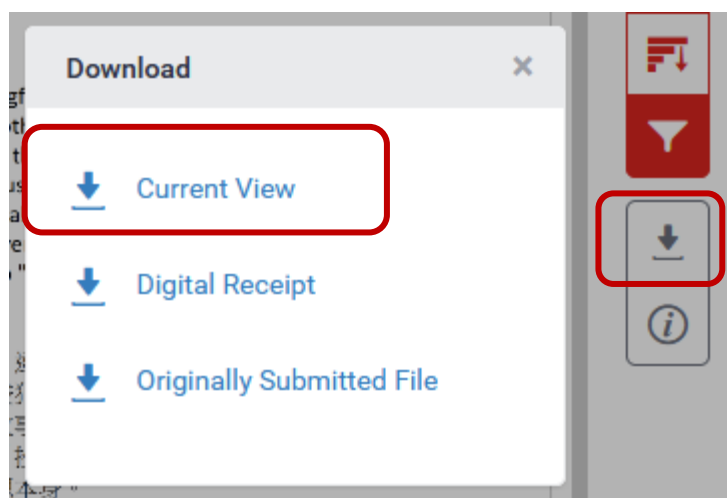 Download
×
Current View
Digital Receipt
Originally Submitted File
i